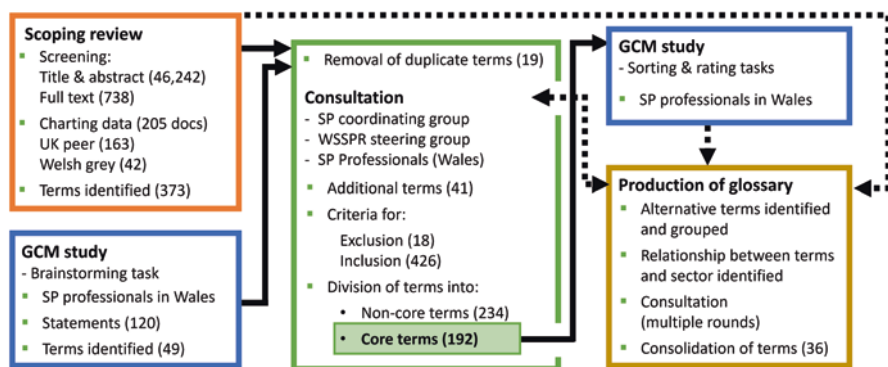 Scoping review
▪ Screening:
Title & abstract (46,242)
Full text (738)
▪ Charting data (205 docs)
UK peer (163)
Welsh grey (42)
▪ Terms identified (373)
GCM study
- Brainstorming task
▪ SP professionals in Wales
▪ Statements (120)
▪ Terms identified (49)
▪ Removal of duplicate terms (19)
Consultation
- SP coordinating group
- WSSPR steering group
- SP Professionals (Wales)
▪ Additional terms (41)
▪ Criteria for:
Exclusion (18)
Inclusion (426)
▪ Division of terms into:
• Non-core terms (234)
• Core terms (192)
GCM study
- Sorting & rating tasks
▪ SP professionals in Wales
Production of glossary
▪ Alternative terms identified
and grouped
▪ Relationship between terms
and sector identified
▪ Consultation
(multiple rounds)
▪ Consolidation of terms (36)